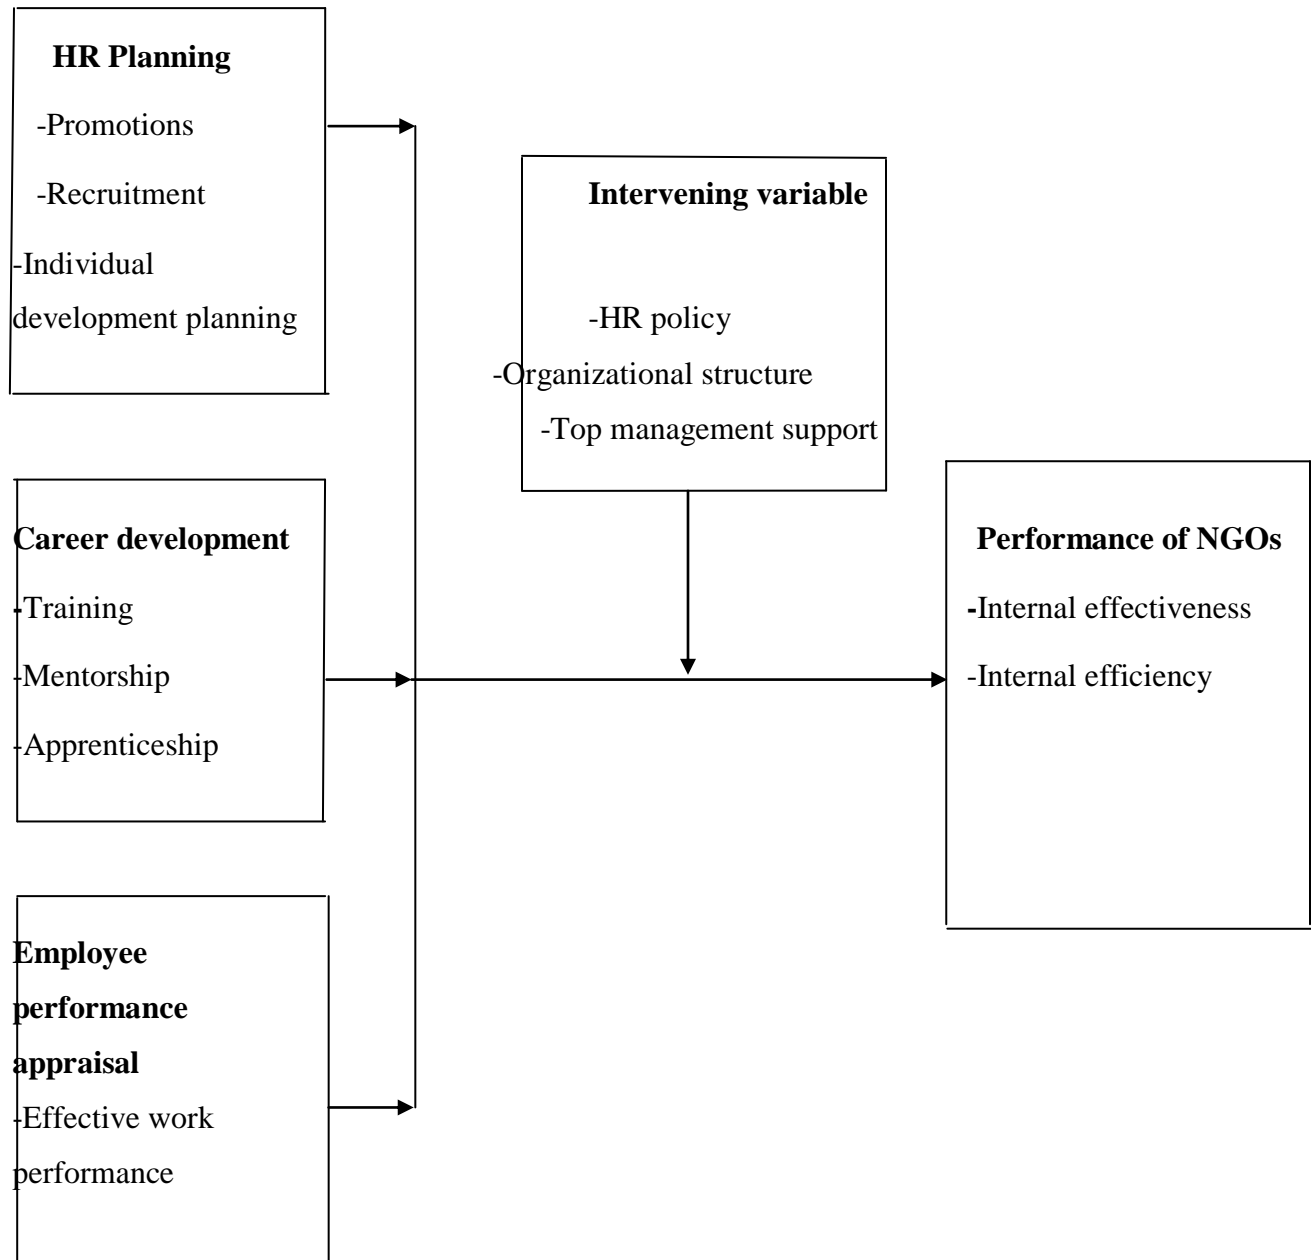 HR Planning
-Promotions
-Recruitment
-Individual
development planning
Intervening variable
-HR policy
-Organizational structure
-Top management support
Career development
-Training
-Mentorship
-Apprenticeship
Performance of NGOs
-Internal effectiveness
-Internal efficiency
Employee
performance
appraisal
-Effective work
performance